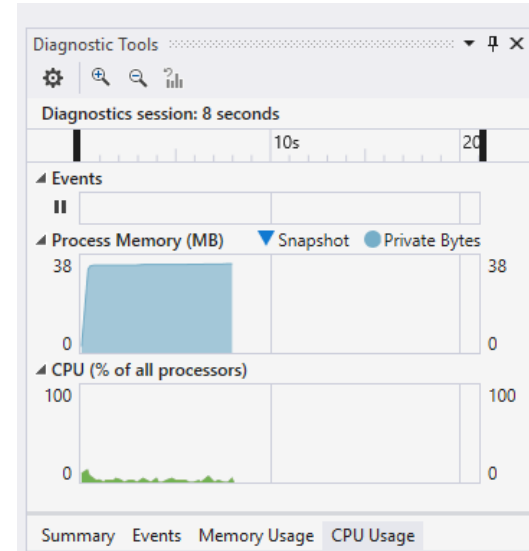 Diagnostic Tools
Diagnostics session: 8 seconds
10s 20
Events
Process Memory (MB) Snapshot Private Bytes
38 38
0 0
CPU (% of all processors)
100 100
0 0
Summary Events Memory Usage CPU Usage